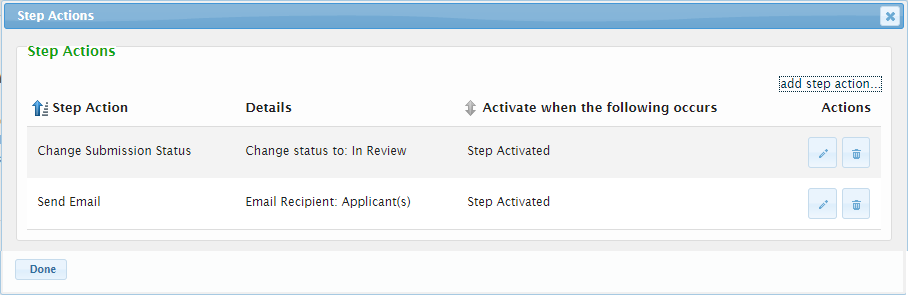 Step Actions
Step Actions
add step action...
Step Action Details Activate when the following occurs Actions
Change Submission Status Change status to: In Review Step Activated
Send Email Email Recipient: Applicant(s) Step Activated
Done